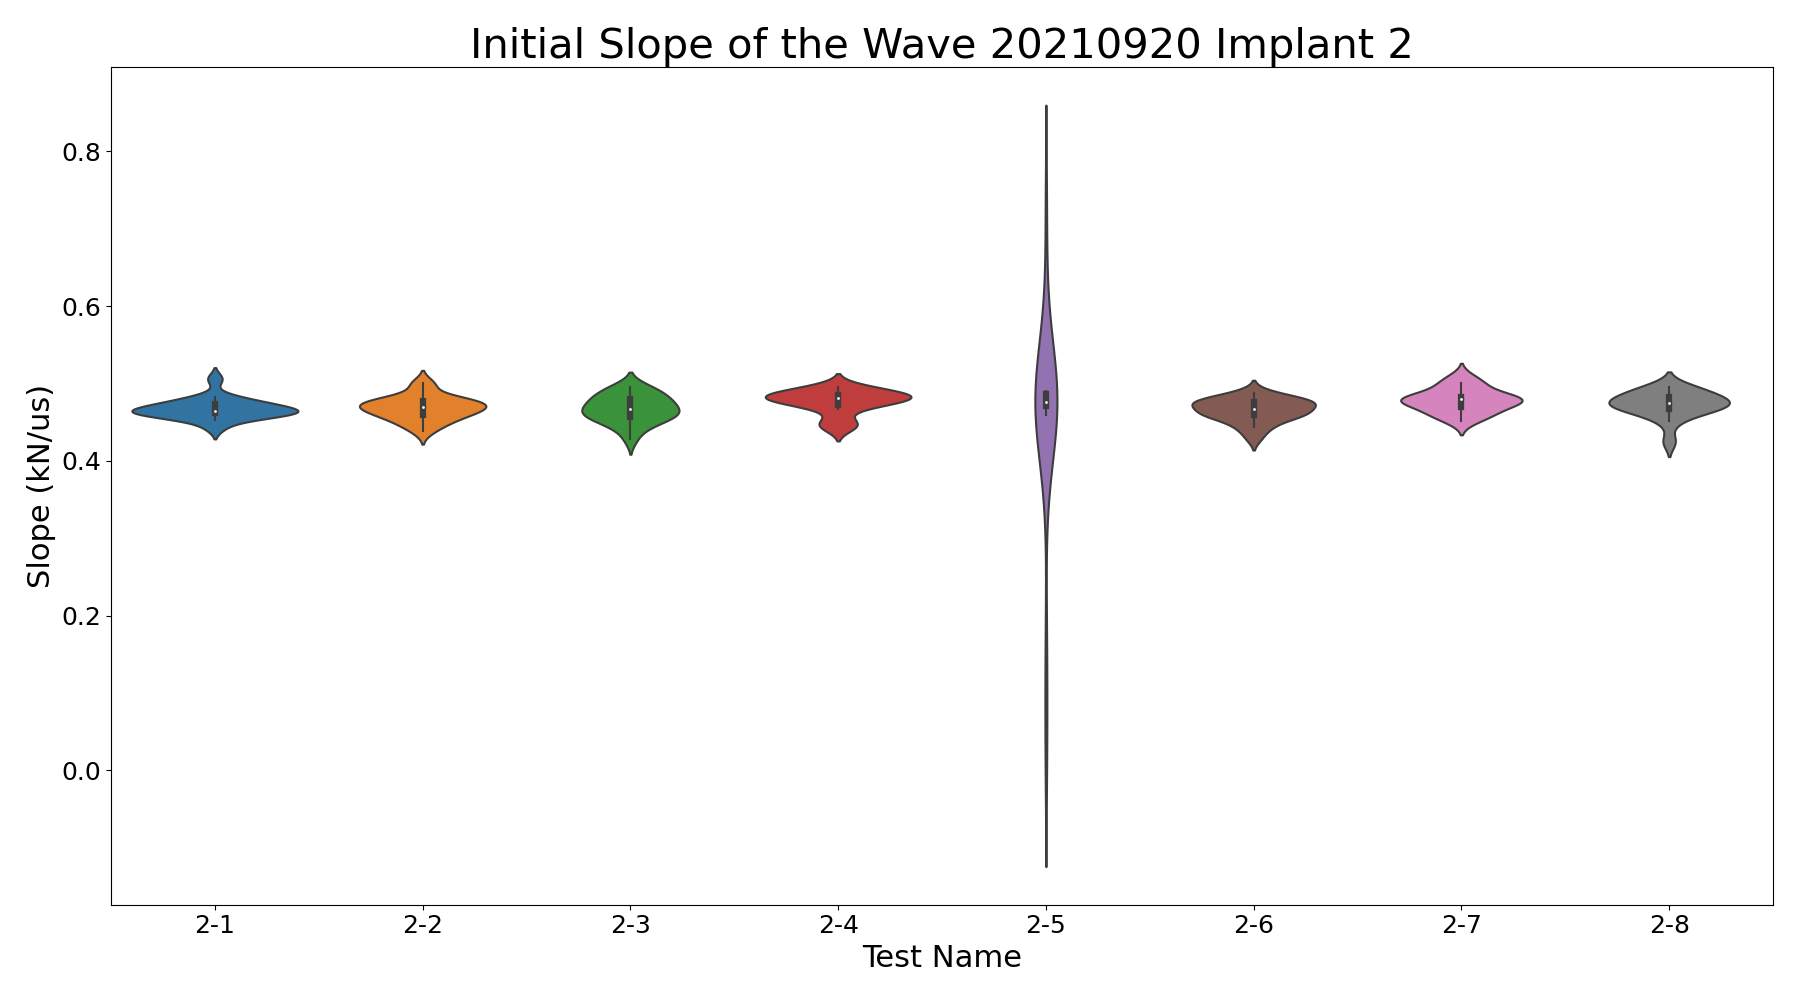 Initial Slope of the Wave 20210920 Implant 2
Slope (kN/us)
0.8
0.6
0.4
0.2
0.0
2-1 2-2 2-3 2-4 2-5 2-6 2-7 2-8
Test Name